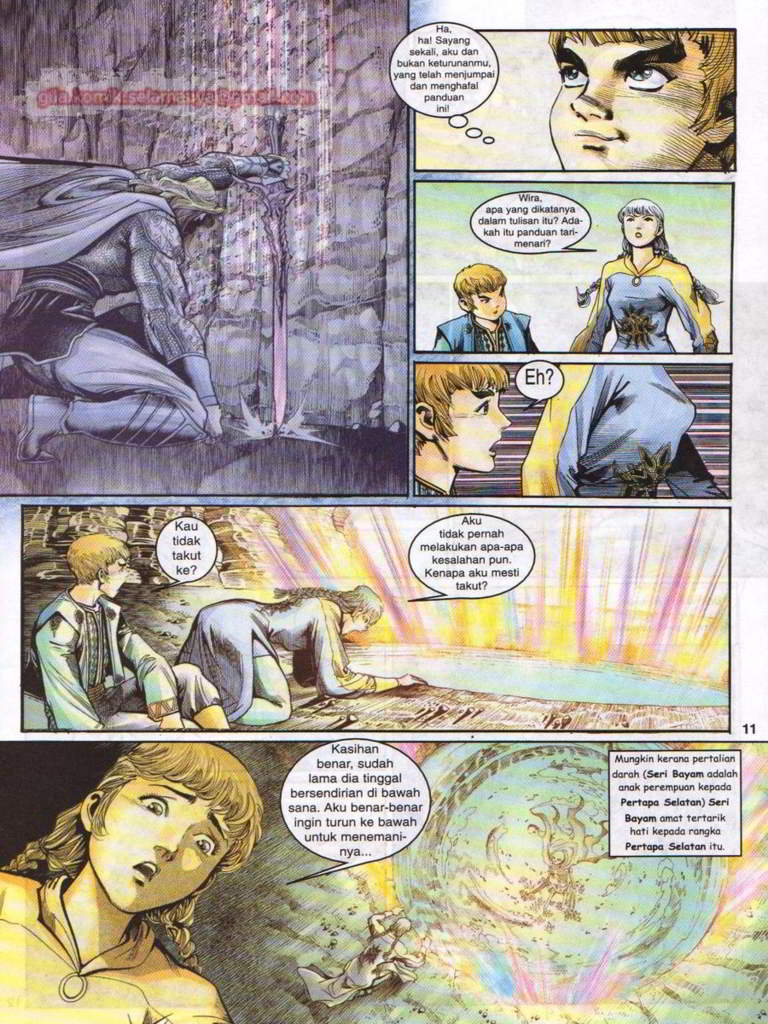 gilakomikselamanya@gmail.com
Ha,
ha! Sayang
sekali, aku dan
bukan keturunanmu,
yang telah menjumpai
dan menghafal
panduan
ini!
Wira,
apa yang dikatanya
dalam tulisan itu? Ada-
kah itu panduan tari-
menari?
Eh?
Kau
tidak
takut
ke?
Aku
tidak pernah
melakukan apa-apa
kesalahan pun.
Kenapa aku mesti
takut?
11
Kasihan
benar, sudah
lama dia tinggal
bersendirian di bawah
sana. Aku benar-benar
ingin turun ke bawah
untuk menemani-
nya...
Mungkin kerana pertalian
darah (Seri Bayam adalah
anak perempuan kepada
Pertapa Selatan) Seri
Bayam amat tertarik
hati kepada rangka
Pertapa Selatan itu.